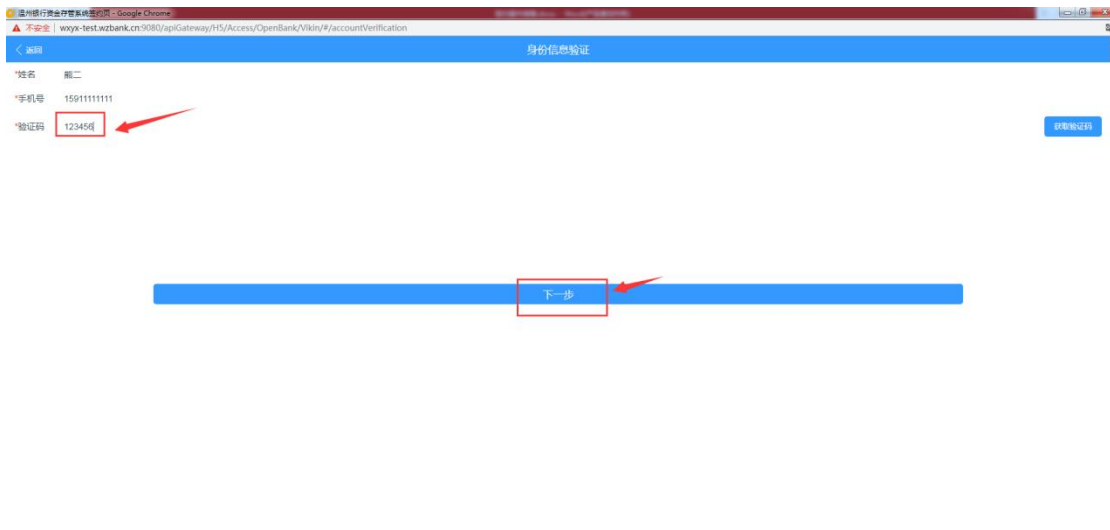 温州银行资金存管系统签约页 - Google Chrome
不安全 | wxyx-test.wzbank.cn:9080/apiGateway/H5/Access/OpenBank/Vikin/#/accountVerification
返回 身份信息验证
*姓名 熊二
*手机号 15911111111
*验证码 123456 获取验证码
下一步